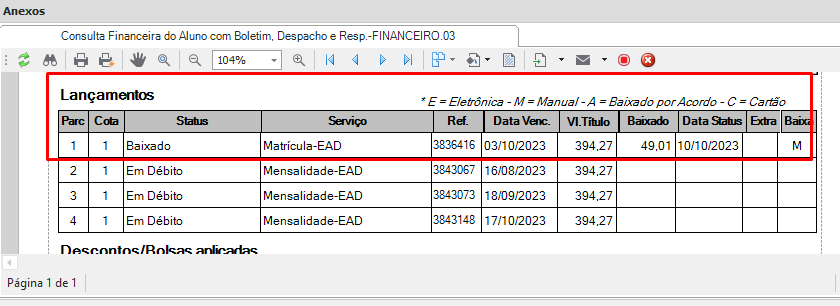 Anexos
Consulta Financeira do Aluno com Boletim, Despacho e Resp.-FINANCEIRO.03
104%
Lançamentos
* E = Eletrônica - M = Manual - A = Baixado por Acordo - C = Cartão
Parc Cota Status Serviço Ref. Data Venc. Vl.Título Baixado Data Status Extra Baixa
1 1 Baixado Matrícula-EAD 3836416 03/10/2023 394,27 49,01 10/10/2023 M
2 1 Em Débito Mensalidade-EAD 3843067 16/08/2023 394,27
3 1 Em Débito Mensalidade-EAD 3843073 18/09/2023 394,27
4 1 Em Débito Mensalidade-EAD 3843148 17/10/2023 394,27
Descontos/Bolsas aplicadas
Página 1 de 1